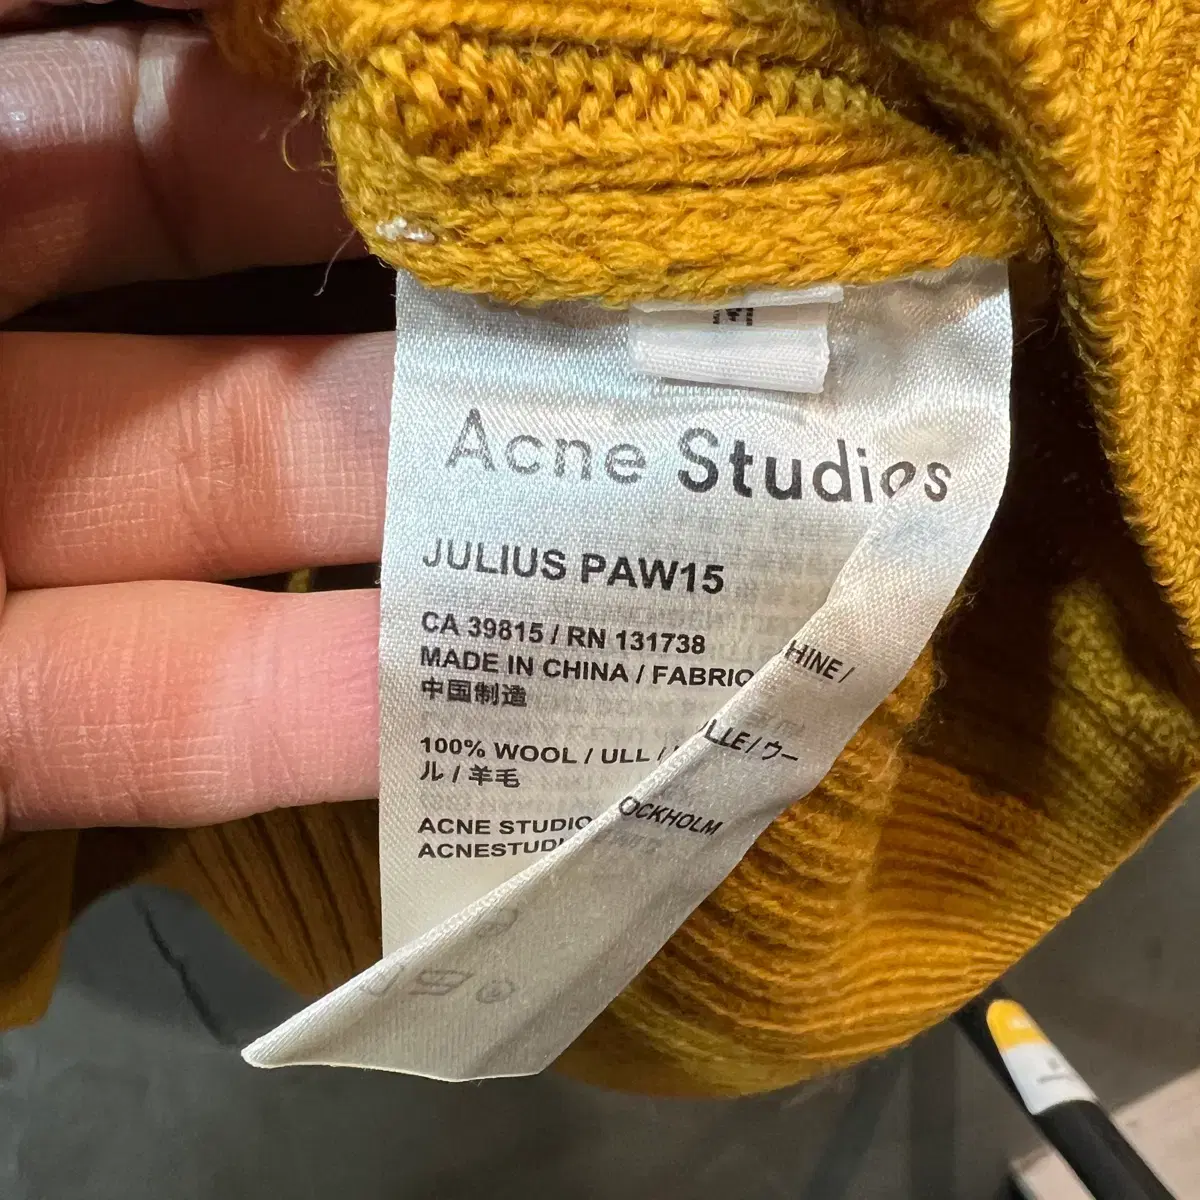 Acne Studios
JULIUS PAW15
CA 39815 / RN 131738
MADE IN CHINA / FABRIQ HINE /
中国制造
100% WOOL / ULL / LLE / ウー
ル / 羊毛
ACNE STUDIO OCKHOLM
ACNESTUDI